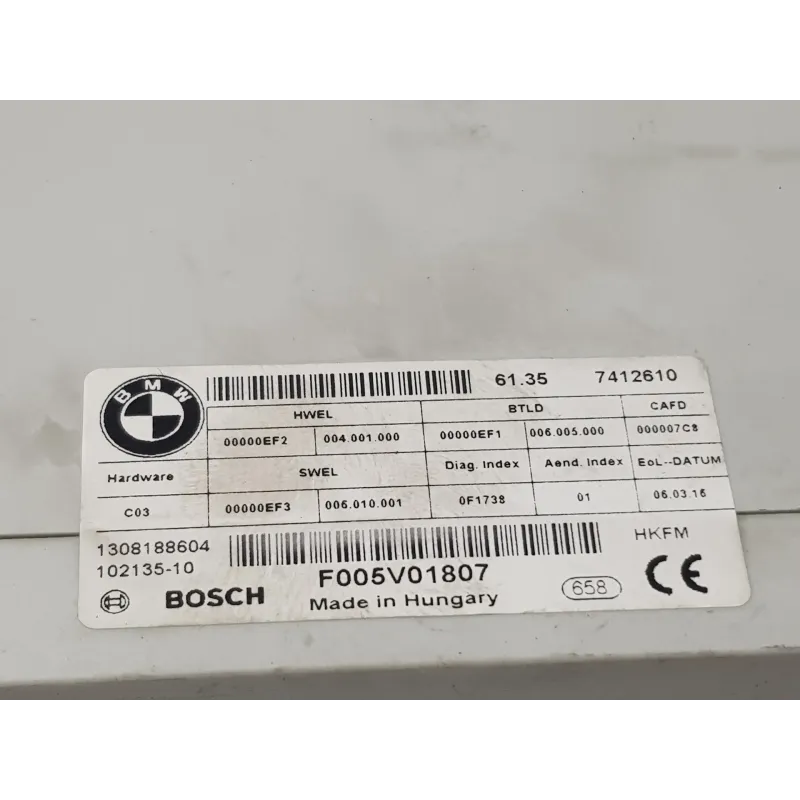 BMW
61.35 7412610
HWEL BTLD CAFD
00000EF2 004.001.000 00000EF1 006.005.000 000007C8
Hardware SWEL Diag. Index Aend. Index EoL--DATUM
C03 00000EF3 006.010.001 0F1738 01 06.03.16
1308188604 HKFM
102135-10 F005V01807
BOSCH Made in Hungary 658 CE